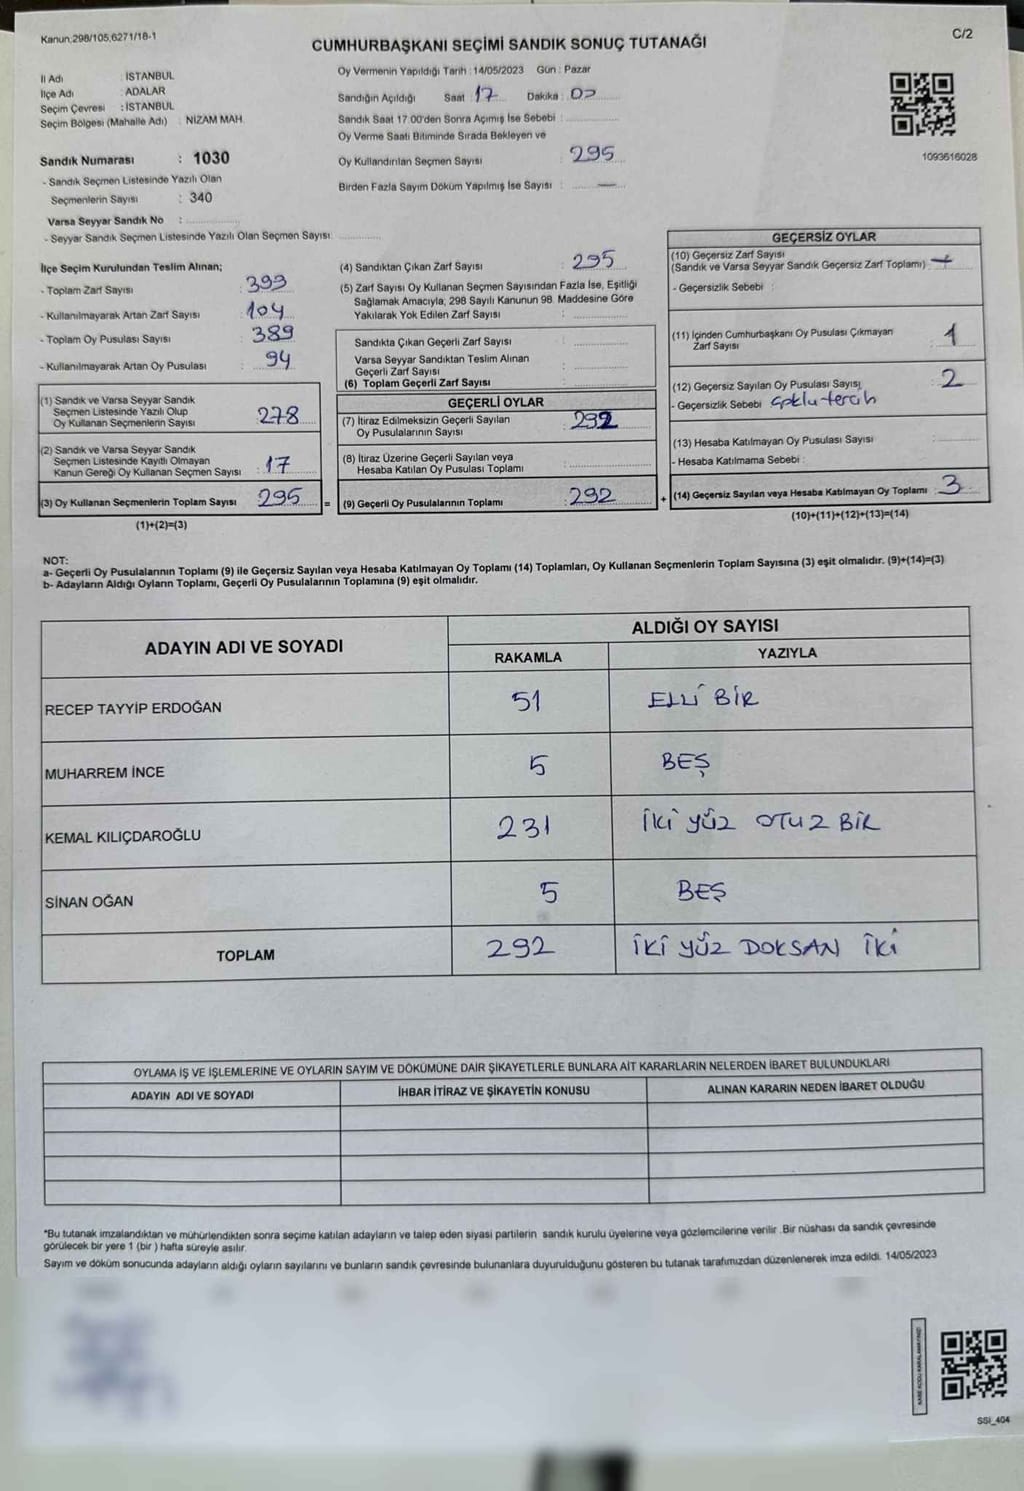 Kanun;298/105;6271/18-1
C/2
CUMHURBAŞKANI SEÇİMİ SANDIK SONUÇ TUTANAĞI
İl Adı : İSTANBUL
İlçe Adı : ADALAR
Seçim Çevresi : İSTANBUL
Seçim Bölgesi (Mahalle Adı) : NİZAM MAH.
Sandık Numarası : 1030
- Sandık Seçmen Listesinde Yazılı Olan
Seçmenlerin Sayısı : 340
Varsa Seyyar Sandık No :
- Seyyar Sandık Seçmen Listesinde Yazılı Olan Seçmen Sayısı:
Oy Vermenin Yapıldığı Tarih : 14/05/2023 Gün : Pazar
Sandığın Açıldığı Saat : 17 Dakika :
Sandık Saat 17:00'den Sonra Açımış İse Sebebi :
Oy Verme Saati Bitiminde Sırada Bekleyen ve
Oy Kullandırılan Seçmen Sayısı : 295
Birden Fazla Sayım Döküm Yapılmış İse Sayısı : —
1093616028
İlçe Seçim Kurulundan Teslim Alınan;
- Toplam Zarf Sayısı : 399
- Kullanılmayarak Artan Zarf Sayısı : 104
- Toplam Oy Pusulası Sayısı : 389
- Kullanılmayarak Artan Oy Pusulası : 94
(1) Sandık ve Varsa Seyyar Sandık
Seçmen Listesinde Yazılı Olup
Oy Kullanan Seçmenlerin Sayısı : 278
(2) Sandık ve Varsa Seyyar Sandık
Seçmen Listesinde Kayıtlı Olmayan
Kanun Gereği Oy Kullanan Seçmen Sayısı : 17
(3) Oy Kullanan Seçmenlerin Toplam Sayısı : 295
(1)+(2)=(3)
=
(4) Sandıktan Çıkan Zarf Sayısı : 295
(5) Zarf Sayısı Oy Kullanan Seçmen Sayısından Fazla İse, Eşitliği
Sağlamak Amacıyla; 298 Sayılı Kanunun 98. Maddesine Göre
Yakılarak Yok Edilen Zarf Sayısı :
Sandıkta Çıkan Geçerli Zarf Sayısı :
Varsa Seyyar Sandıktan Teslim Alınan
Geçerli Zarf Sayısı :
(6) Toplam Geçerli Zarf Sayısı :
GEÇERLİ OYLAR
(7) İtiraz Edilmeksizin Geçerli Sayılan
Oy Pusulalarının Sayısı : 292
(8) İtiraz Üzerine Geçerli Sayılan veya
Hesaba Katılan Oy Pusulası Toplamı :
(9) Geçerli Oy Pusulalarının Toplamı : 292
+
GEÇERSİZ OYLAR
(10) Geçersiz Zarf Sayısı
(Sandık ve Varsa Seyyar Sandık Geçersiz Zarf Toplamı) :
- Geçersizlik Sebebi :
(11) İçinden Cumhurbaşkanı Oy Pusulası Çıkmayan
Zarf Sayısı : 1
(12) Geçersiz Sayılan Oy Pusulası Sayısı : 2
- Geçersizlik Sebebi : çoklu tercih
(13) Hesaba Katılmayan Oy Pusulası Sayısı :
- Hesaba Katılmama Sebebi :
(14) Geçersiz Sayılan veya Hesaba Katılmayan Oy Toplamı : 3
(10)+(11)+(12)+(13)=(14)
NOT:
a- Geçerli Oy Pusulalarının Toplamı (9) ile Geçersiz Sayılan veya Hesaba Katılmayan Oy Toplamı (14) Toplamları, Oy Kullanan Seçmenlerin Toplam Sayısına (3) eşit olmalıdır. (9)+(14)=(3)
b- Adayların Aldığı Oyların Toplamı, Geçerli Oy Pusulalarının Toplamına (9) eşit olmalıdır.
ADAYIN ADI VE SOYADI
ALDIĞI OY SAYISI
RAKAMLA YAZIYLA
RECEP TAYYİP ERDOĞAN 51 ELLİ BİR
MUHARREM İNCE 5 BEŞ
KEMAL KILIÇDAROĞLU 231 İKİ YÜZ OTUZ BİR
SİNAN OĞAN 5 BEŞ
TOPLAM 292 İKİ YÜZ DOKSAN İKİ
OYLAMA İŞ VE İŞLEMLERİNE VE OYLARIN SAYIM VE DÖKÜMÜNE DAİR ŞİKAYETLERLE BUNLARA AİT KARARLARIN NELERDEN İBARET BULUNDUKLARI
ADAYIN ADI VE SOYADI İHBAR İTİRAZ VE ŞİKAYETİN KONUSU ALINAN KARARIN NEDEN İBARET OLDUĞU
*Bu tutanak imzalandıktan ve mühürlendikten sonra seçime katılan adayların ve talep eden siyasi partilerin sandık kurulu üyelerine veya gözlemcilerine verilir .Bir nüshası da sandık çevresinde
görülecek bir yere 1 (bir ) hafta süreyle asılır.
Sayım ve döküm sonucunda adayların aldığı oyların sayılarını ve bunların sandık çevresinde bulunanlara duyurulduğunu gösteren bu tutanak tarafımızdan düzenlenerek imza edildi. 14/05/2023
KARE KODU KARALAMAYINIZ!
SSİ_404